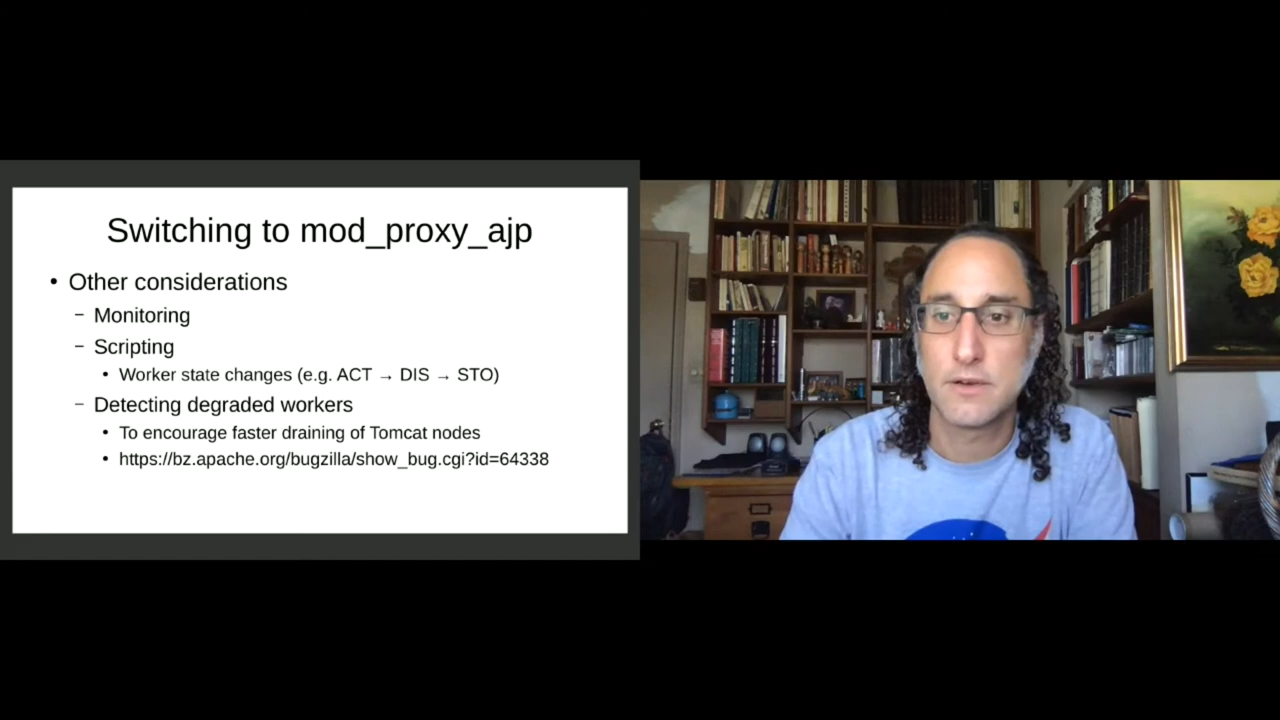 Switching to mod_proxy_ajp
• Other considerations
– Monitoring
– Scripting
• Worker state changes (e.g. ACT → DIS → STO)
– Detecting degraded workers
• To encourage faster draining of Tomcat nodes
• https://bz.apache.org/bugzilla/show_bug.cgi?id=64338